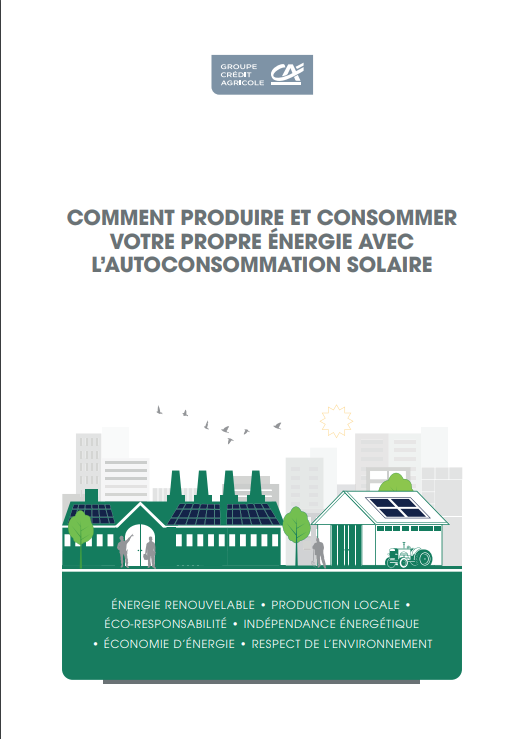 GROUPE
CRÉDIT
AGRICOLE
CA
COMMENT PRODUIRE ET CONSOMMER
VOTRE PROPRE ÉNERGIE AVEC
L’AUTOCONSOMMATION SOLAIRE
ÉNERGIE RENOUVELABLE • PRODUCTION LOCALE •
ÉCO-RESPONSABILITÉ • INDÉPENDANCE ÉNERGÉTIQUE
• ÉCONOMIE D’ÉNERGIE • RESPECT DE L’ENVIRONNEMENT